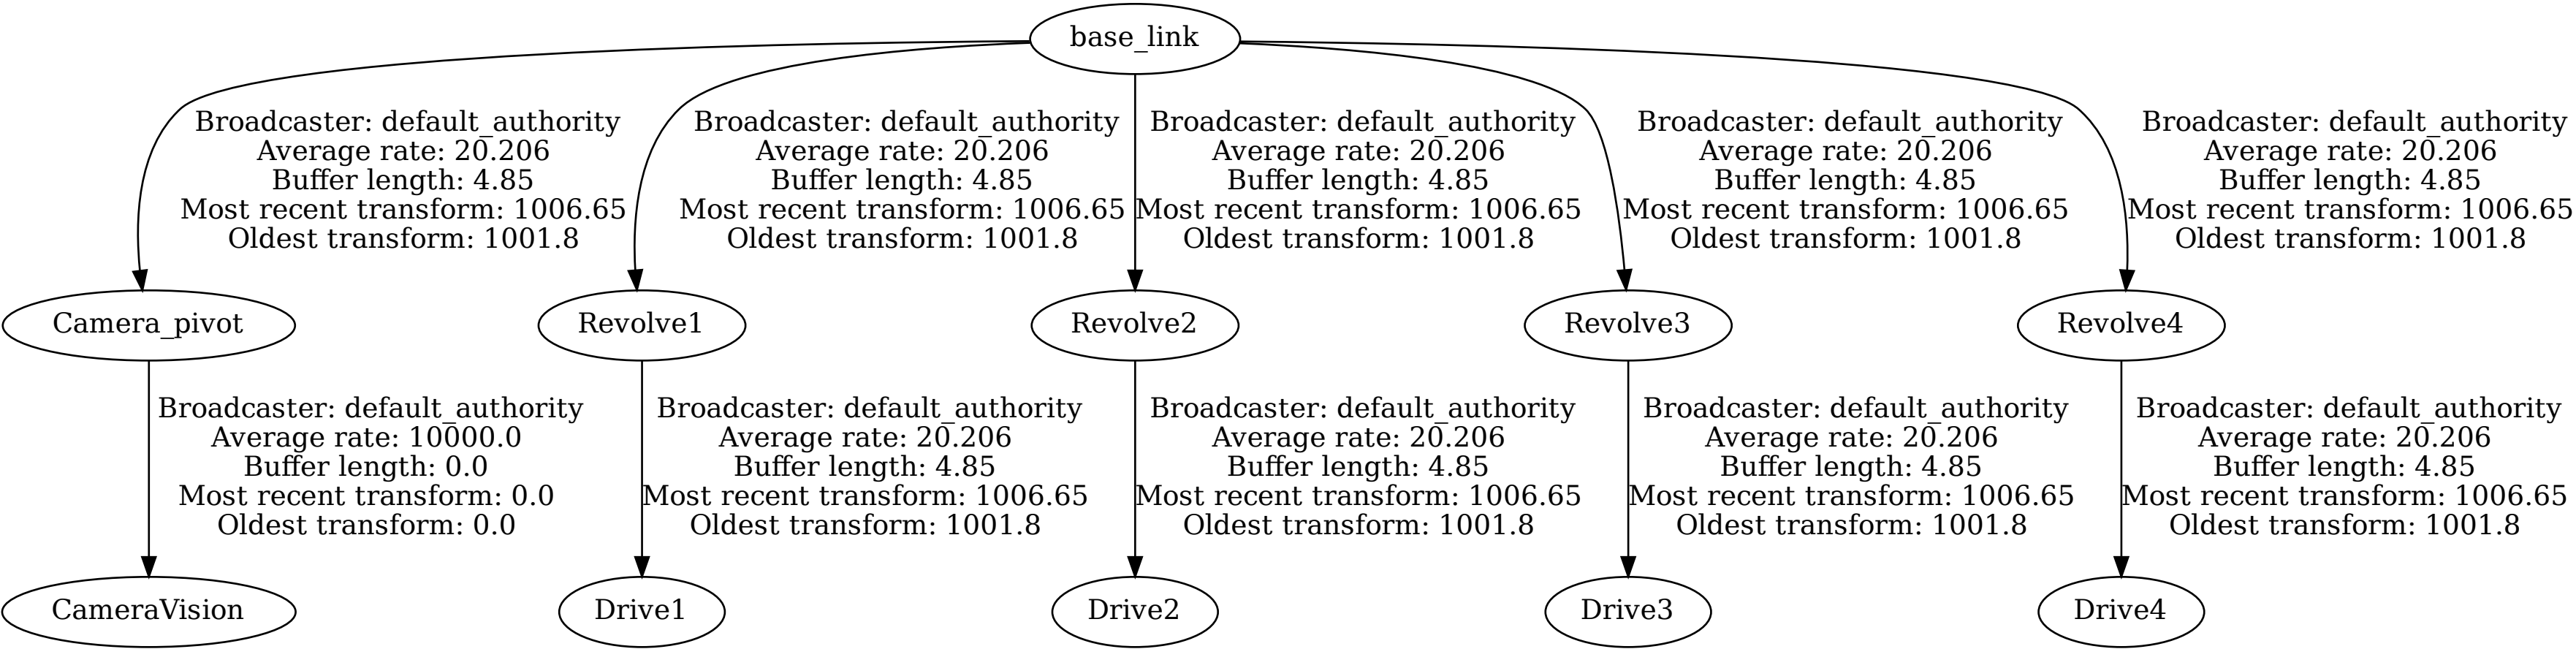 base_link
Broadcaster: default_authority
Average rate: 20.206
Buffer length: 4.85
Most recent transform: 1006.65
Oldest transform: 1001.8
Broadcaster: default_authority
Average rate: 20.206
Buffer length: 4.85
Most recent transform: 1006.65
Oldest transform: 1001.8
Broadcaster: default_authority
Average rate: 20.206
Buffer length: 4.85
Most recent transform: 1006.65
Oldest transform: 1001.8
Broadcaster: default_authority
Average rate: 20.206
Buffer length: 4.85
Most recent transform: 1006.65
Oldest transform: 1001.8
Broadcaster: default_authority
Average rate: 20.206
Buffer length: 4.85
Most recent transform: 1006.65
Oldest transform: 1001.8
Camera_pivot
Revolve1
Revolve2
Revolve3
Revolve4
Broadcaster: default_authority
Average rate: 10000.0
Buffer length: 0.0
Most recent transform: 0.0
Oldest transform: 0.0
Broadcaster: default_authority
Average rate: 20.206
Buffer length: 4.85
Most recent transform: 1006.65
Oldest transform: 1001.8
Broadcaster: default_authority
Average rate: 20.206
Buffer length: 4.85
Most recent transform: 1006.65
Oldest transform: 1001.8
Broadcaster: default_authority
Average rate: 20.206
Buffer length: 4.85
Most recent transform: 1006.65
Oldest transform: 1001.8
Broadcaster: default_authority
Average rate: 20.206
Buffer length: 4.85
Most recent transform: 1006.65
Oldest transform: 1001.8
CameraVision
Drive1
Drive2
Drive3
Drive4